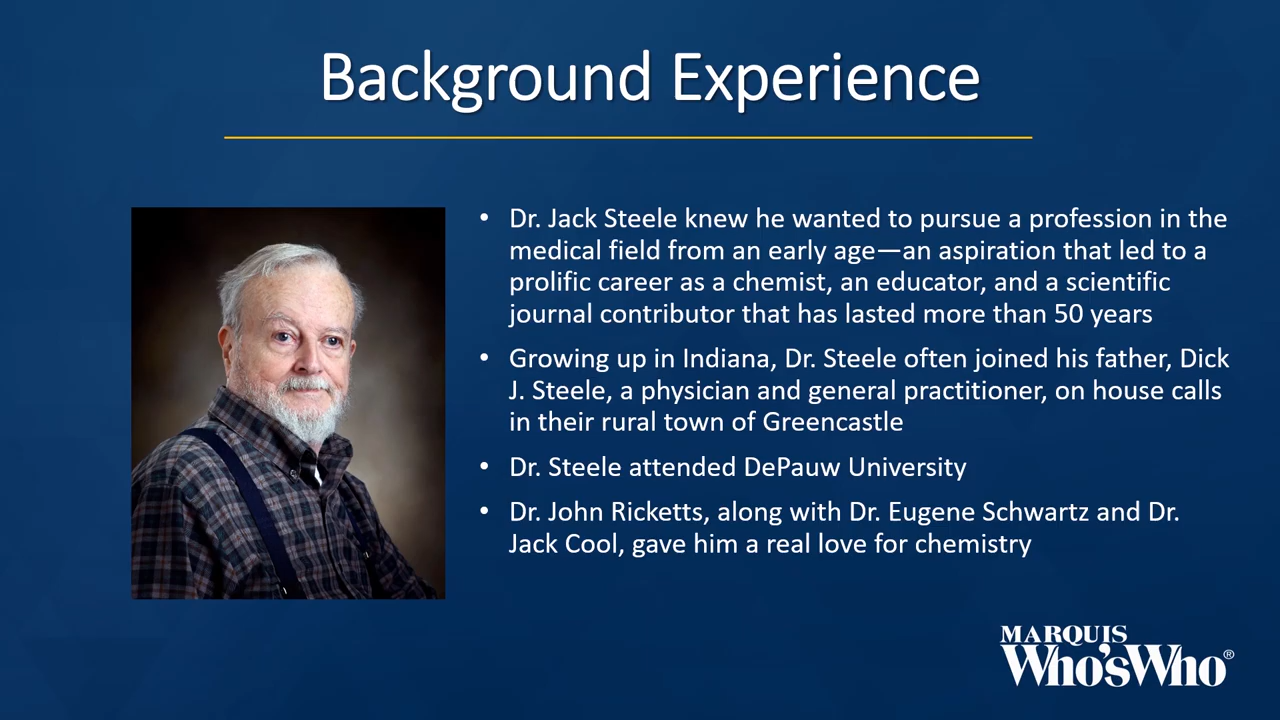 Background Experience
• Dr. Jack Steele knew he wanted to pursue a profession in the
medical field from an early age—an aspiration that led to a
prolific career as a chemist, an educator, and a scientific
journal contributor that has lasted more than 50 years
• Growing up in Indiana, Dr. Steele often joined his father, Dick
J. Steele, a physician and general practitioner, on house calls
in their rural town of Greencastle
• Dr. Steele attended DePauw University
• Dr. John Ricketts, along with Dr. Eugene Schwartz and Dr.
Jack Cool, gave him a real love for chemistry
MARQUIS
Who'sWho®